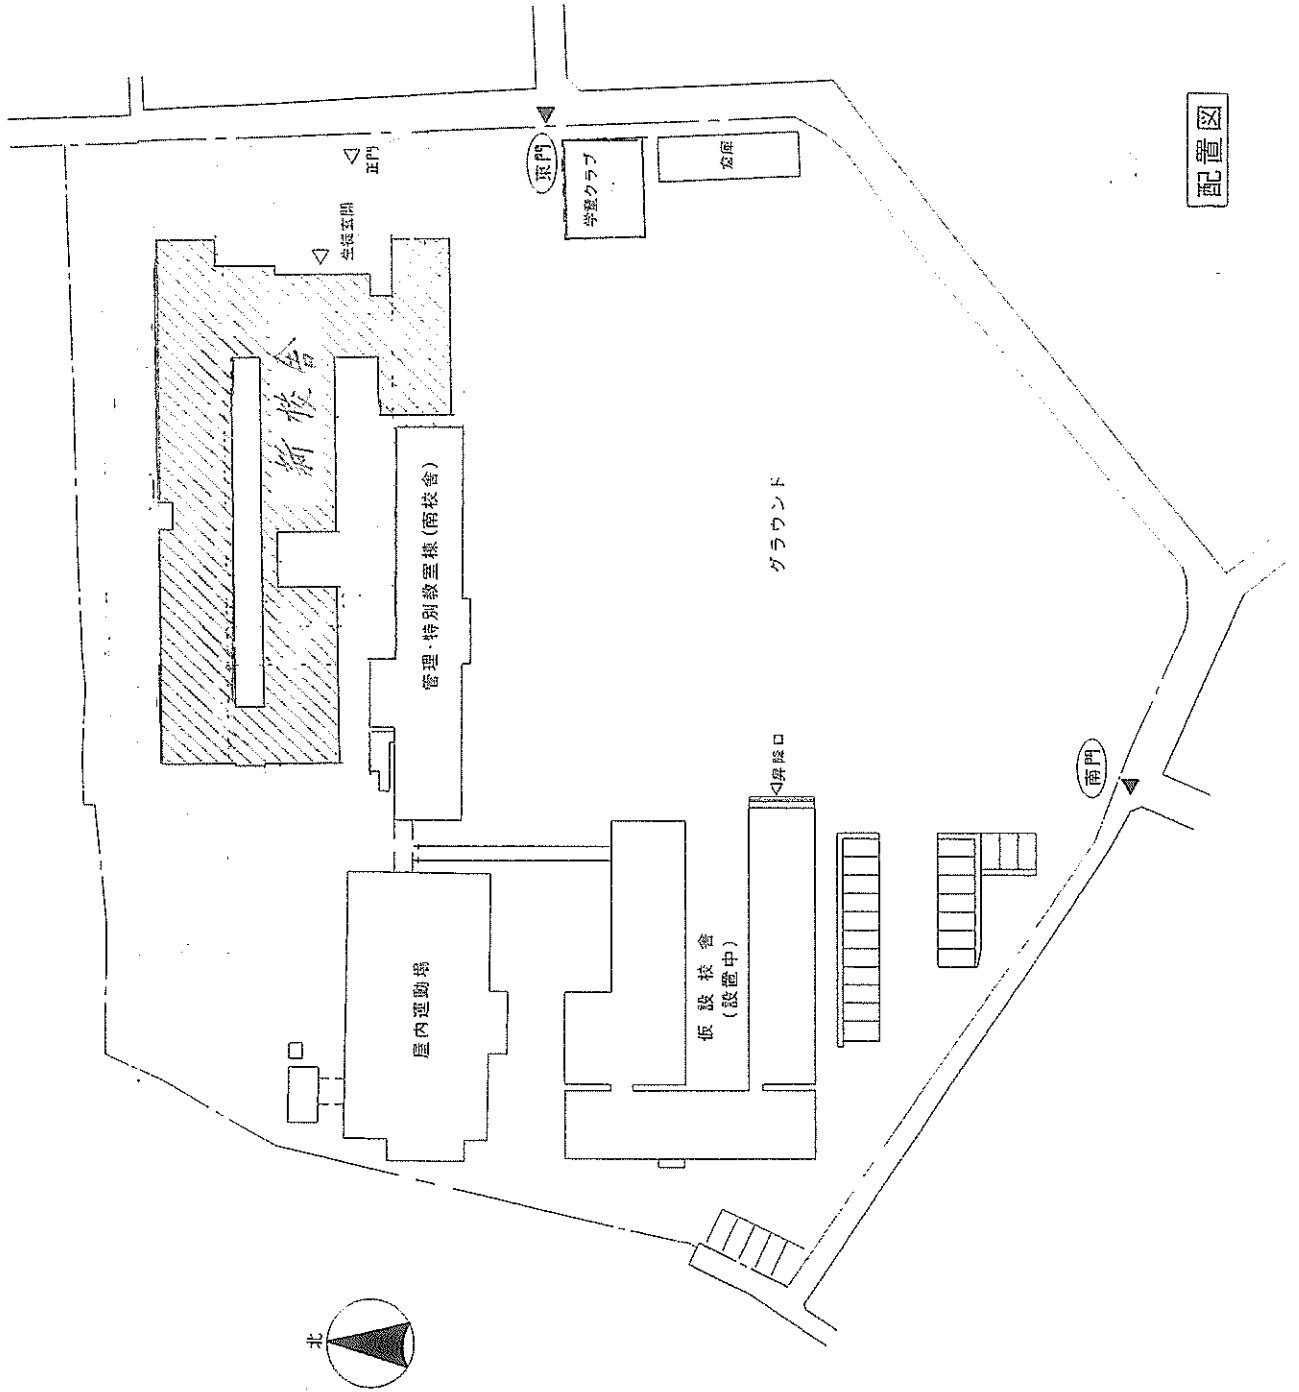 配置図
正門
生徒玄関
東門
学童クラブ
倉庫
新校舎
管理・特別教室棟(南校舎)
グラウンド
昇降口
南門
屋内運動場
仮設校舎
(設置中)
北